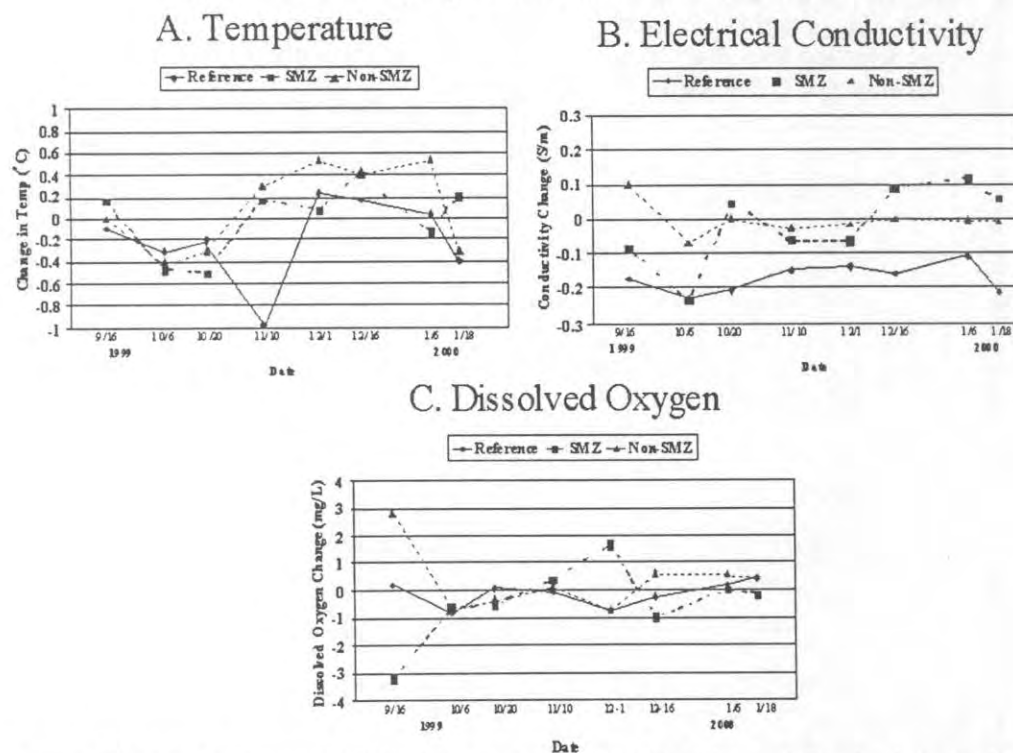 A. Temperature
Reference SMZ Non-SMZ
Change in Temp (°C)
1
0.8
0.6
0.4
0.2
0
-0.2
-0.4
-0.6
-0.8
-1
9/16 10/6 10/20 11/10 12/1 12/16 1/6 1/18
1999 2000
Date
B. Electrical Conductivity
Reference SMZ Non-SMZ
Conductivity Change (S/m)
0.3
0.2
0.1
0
-0.1
-0.2
-0.3
9/16 10/6 10/20 11/10 12/1 12/16 1/6 1/18
1999 2000
Date
C. Dissolved Oxygen
Reference SMZ Non-SMZ
Dissolved Oxygen Change (mg/L)
4
3
2
1
0
-1
-2
-3
-4
9/16 10/6 10/20 11/10 12-1 12-16 1/6 1/18
1999 2000
Date